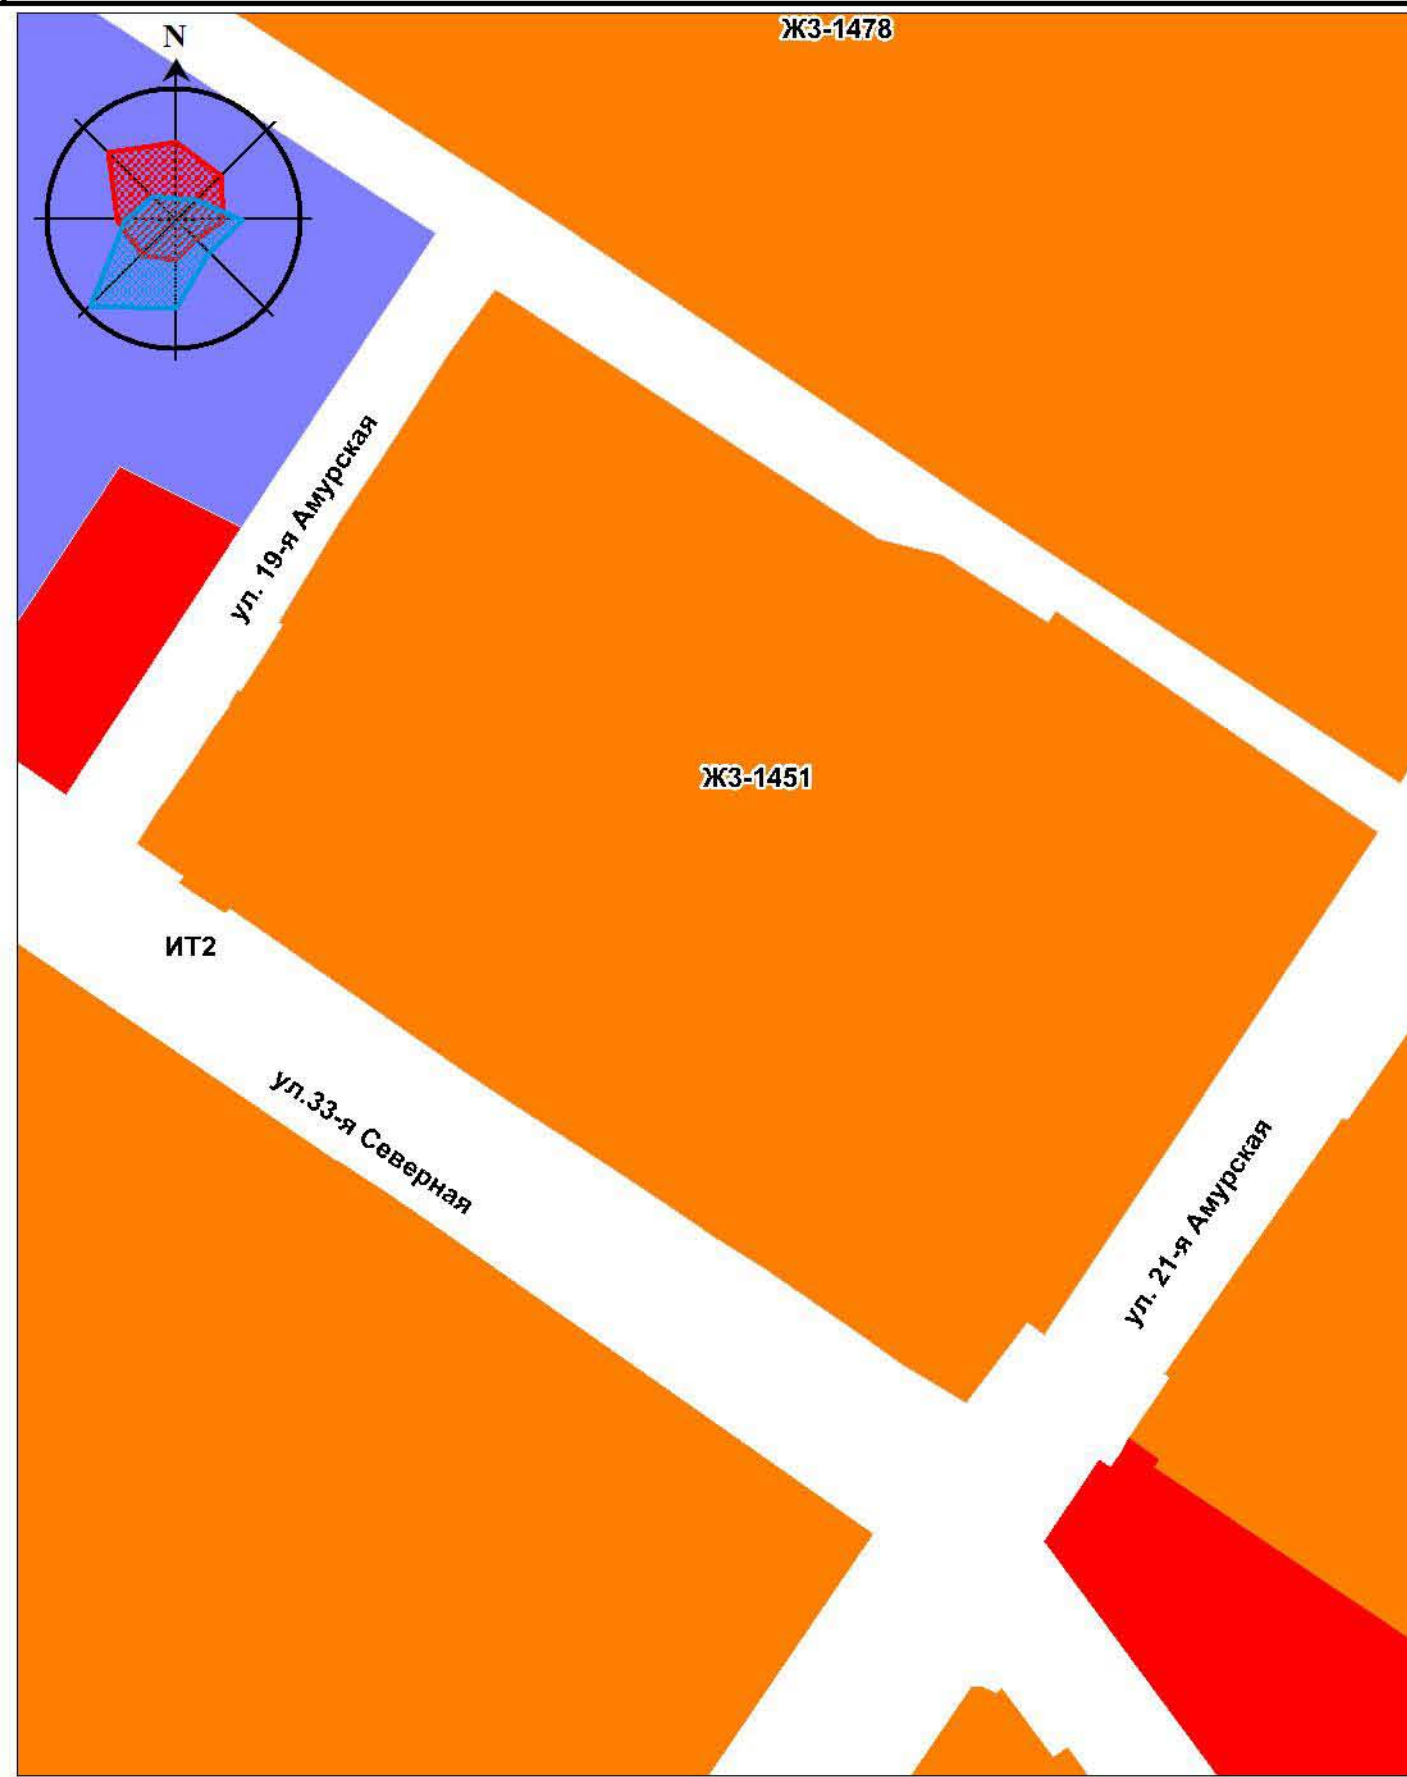 ЖЗ-1478
N
ул. 19-я Амурская
ЖЗ-1451
ИТ2
ул.33-я Северная
ул. 21-я Амурская